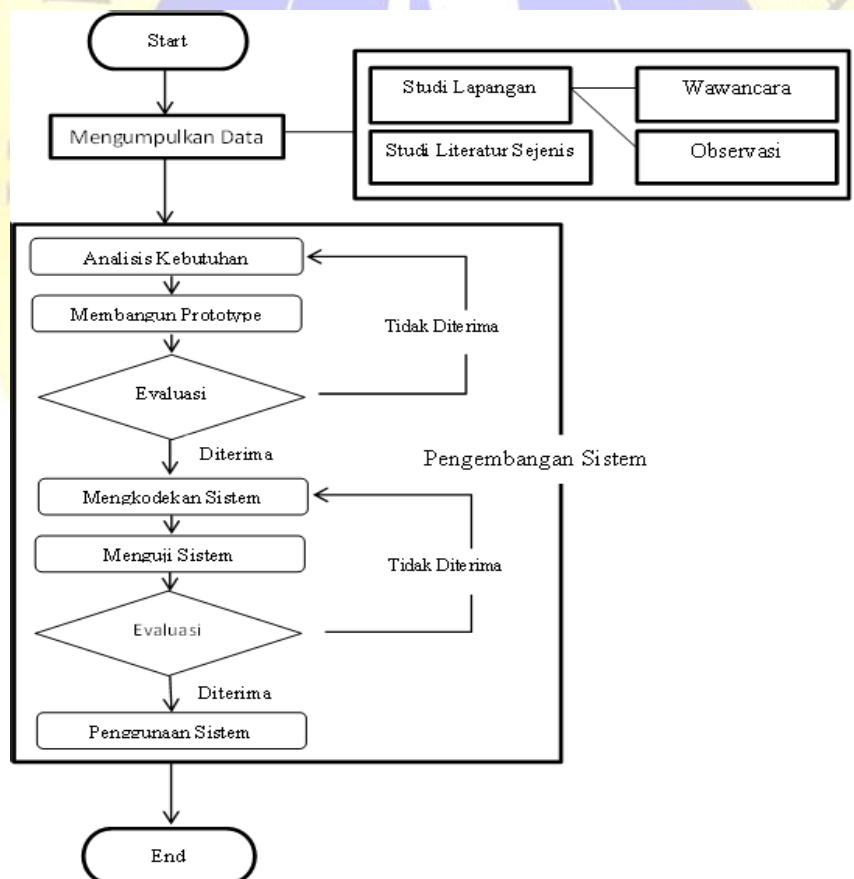 Start
Mengumpulkan Data
Studi Lapangan
Wawancara
Studi Literatur Sejenis
Observasi
Analisis Kebutuhan
Membangun Prototype
Tidak Diterima
Evaluasi
Diterima
Pengembangan Sistem
Mengkodekan Sistem
Menguji Sistem
Tidak Diterima
Evaluasi
Diterima
Penggunaan Sistem
End